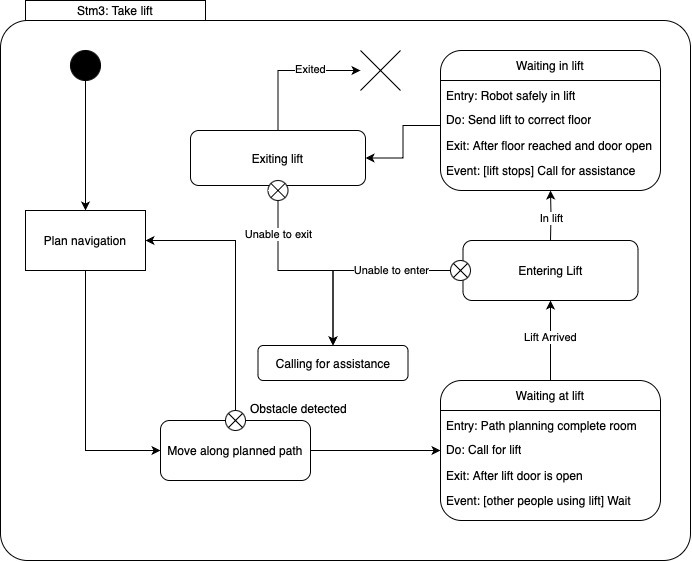 Stm3: Take lift
Exited
Exiting lift
Waiting in lift
Entry: Robot safely in lift
Do: Send lift to correct floor
Exit: After floor reached and door open
Event: [lift stops] Call for assistance
Plan navigation
Unable to exit
In lift
Unable to enter
Entering Lift
Lift Arrived
Calling for assistance
Obstacle detected
Move along planned path
Waiting at lift
Entry: Path planning complete room
Do: Call for lift
Exit: After lift door is open
Event: [other people using lift] Wait